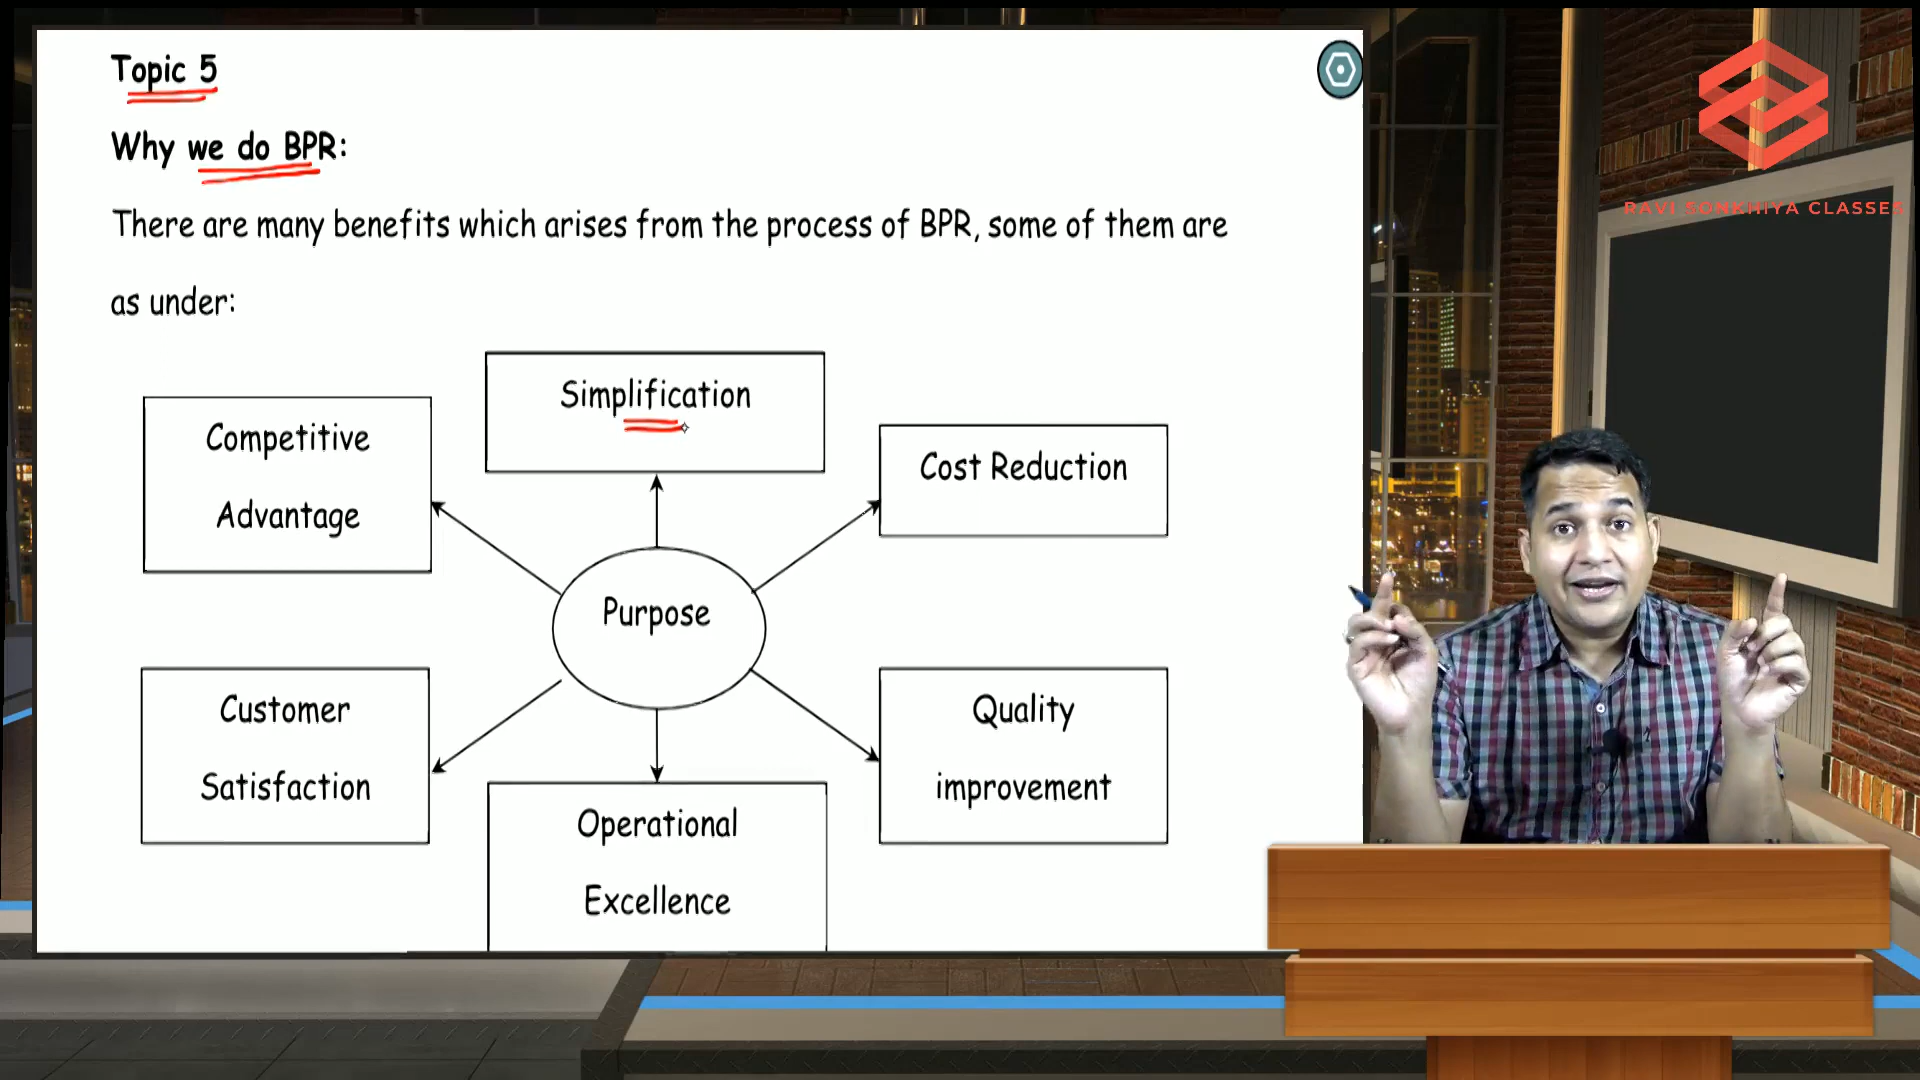 Topic 5
Why we do BPR:
There are many benefits which arises from the process of BPR, some of them are
as under:
Simplification
Competitive
Advantage
Cost Reduction
Purpose
Customer
Satisfaction
Quality
improvement
Operational
Excellence
RAVI SONKHIYA CLASSES